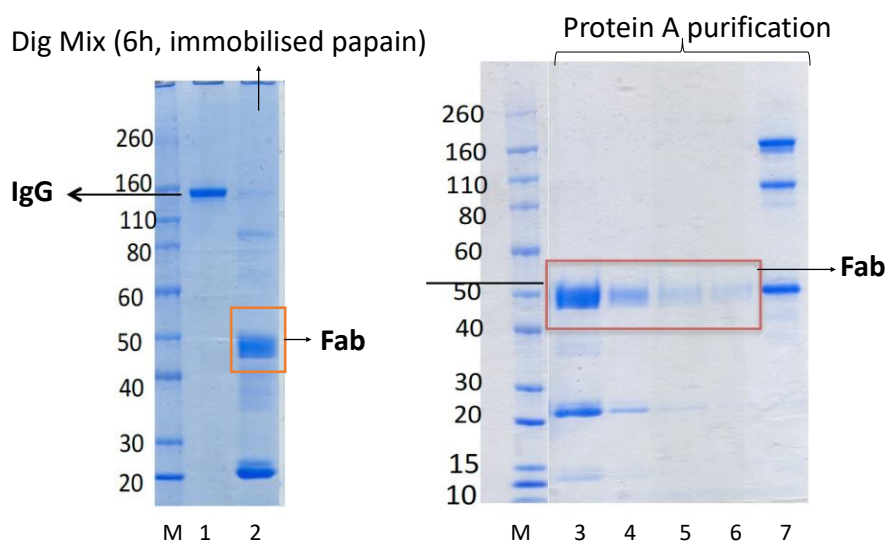 Dig Mix (6h, immobilised papain)
Protein A purification
260
160
110
80
60
50
40
30
20
IgG
Fab
M 1 2
260
160
110
80
60
50
40
30
20
15
10
Fab
M 3 4 5 6 7